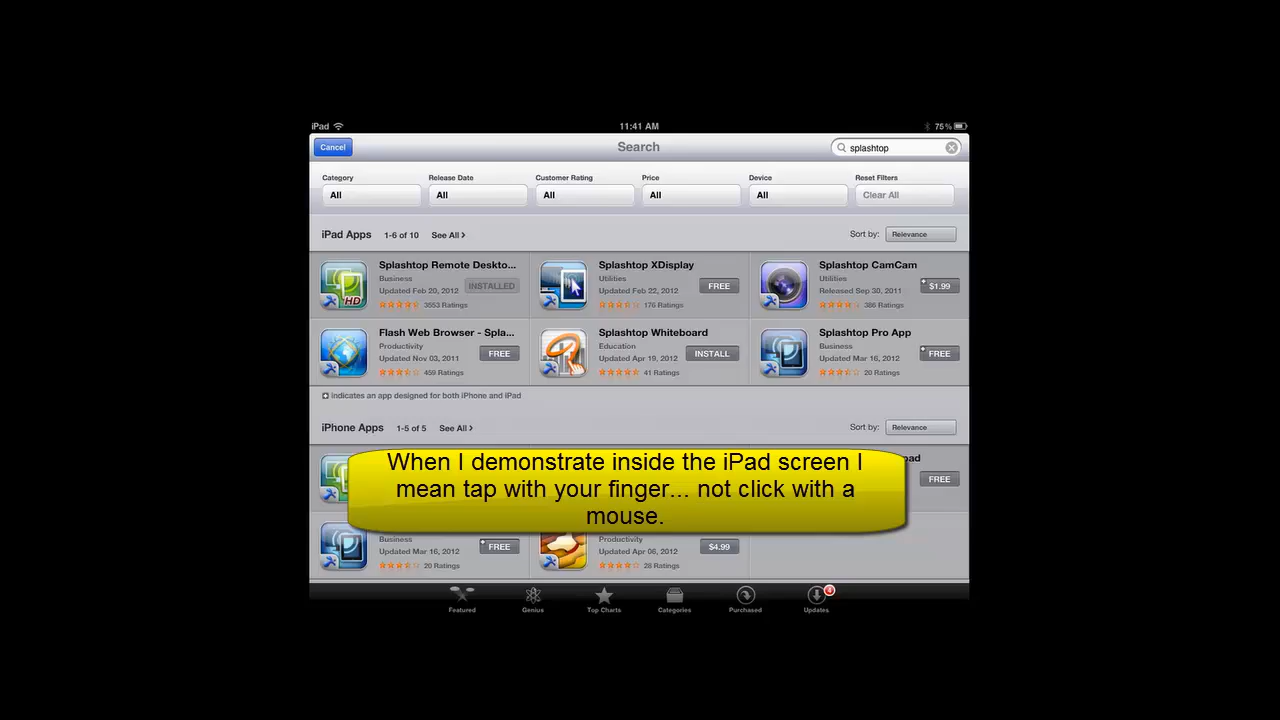 iPad 11:41 AM 75%
Cancel Search splashtop
Category Release Date Customer Rating Price Device Reset Filters
All All All All All Clear All
iPad Apps 1-6 of 10 See All > Sort by: Relevance
Splashtop Remote Deskto...
Business
Updated Feb 20, 2012
3553 Ratings
INSTALLED
Splashtop XDisplay
Utilities
Updated Feb 22, 2012
176 Ratings
FREE
Splashtop CamCam
Utilities
Released Sep 30, 2011
386 Ratings
$1.99
HD
Flash Web Browser - Spla...
Productivity
Updated Nov 03, 2011
459 Ratings
FREE
Splashtop Whiteboard
Education
Updated Apr 19, 2012
41 Ratings
INSTALL
Splashtop Pro App
Business
Updated Mar 16, 2012
20 Ratings
FREE
indicates an app designed for both iPhone and iPad
iPhone Apps 1-5 of 5 See All > Sort by: Relevance
FREE
When I demonstrate inside the iPad screen I
mean tap with your finger... not click with a
mouse.
Business
Updated Mar 16, 2012
20 Ratings
FREE
Productivity
Updated Apr 06, 2012
28 Ratings
$4.99
Featured Genius Top Charts Categories Purchased Updates
4